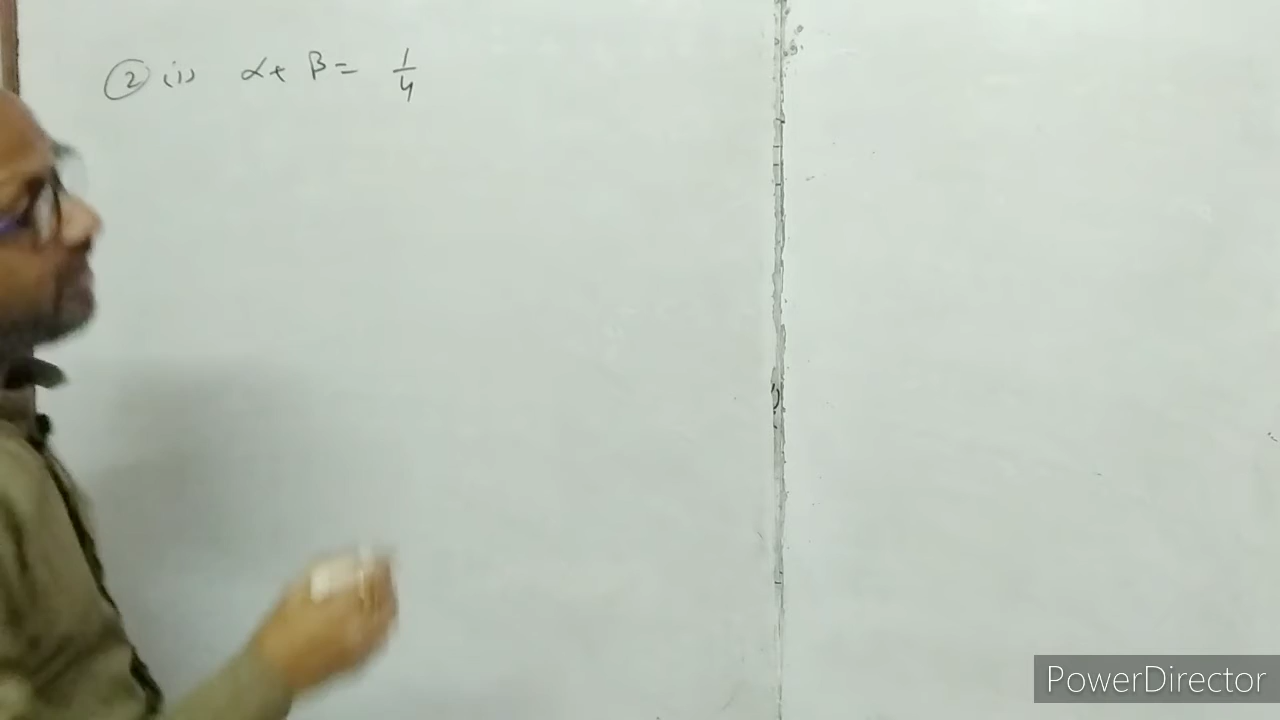 ② (i) α + β = 1/4
PowerDirector